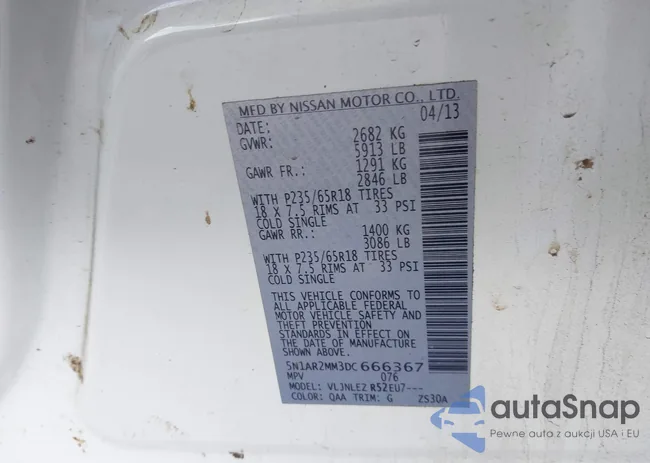 MFD BY NISSAN MOTOR CO., LTD.
DATE: 04/13
GVWR: 2682 KG
5913 LB
GAWR FR.: 1291 KG
2846 LB
WITH P235/65R18 TIRES
18 X 7.5 RIMS AT 33 PSI
COLD SINGLE
GAWR RR.: 1400 KG
3086 LB
WITH P235/65R18 TIRES
18 X 7.5 RIMS AT 33 PSI
COLD SINGLE
THIS VEHICLE CONFORMS TO
ALL APPLICABLE FEDERAL
MOTOR VEHICLE SAFETY AND
THEFT PREVENTION
STANDARDS IN EFFECT ON
THE DATE OF MANUFACTURE
SHOWN ABOVE.
5N1AR2MM3DC666367
MPV 076
MODEL: VLJNLEZ R52EU7---
COLOR: QAA TRIM: G ZS30A
autoSnap
Pewne auta z aukcji USA i EU